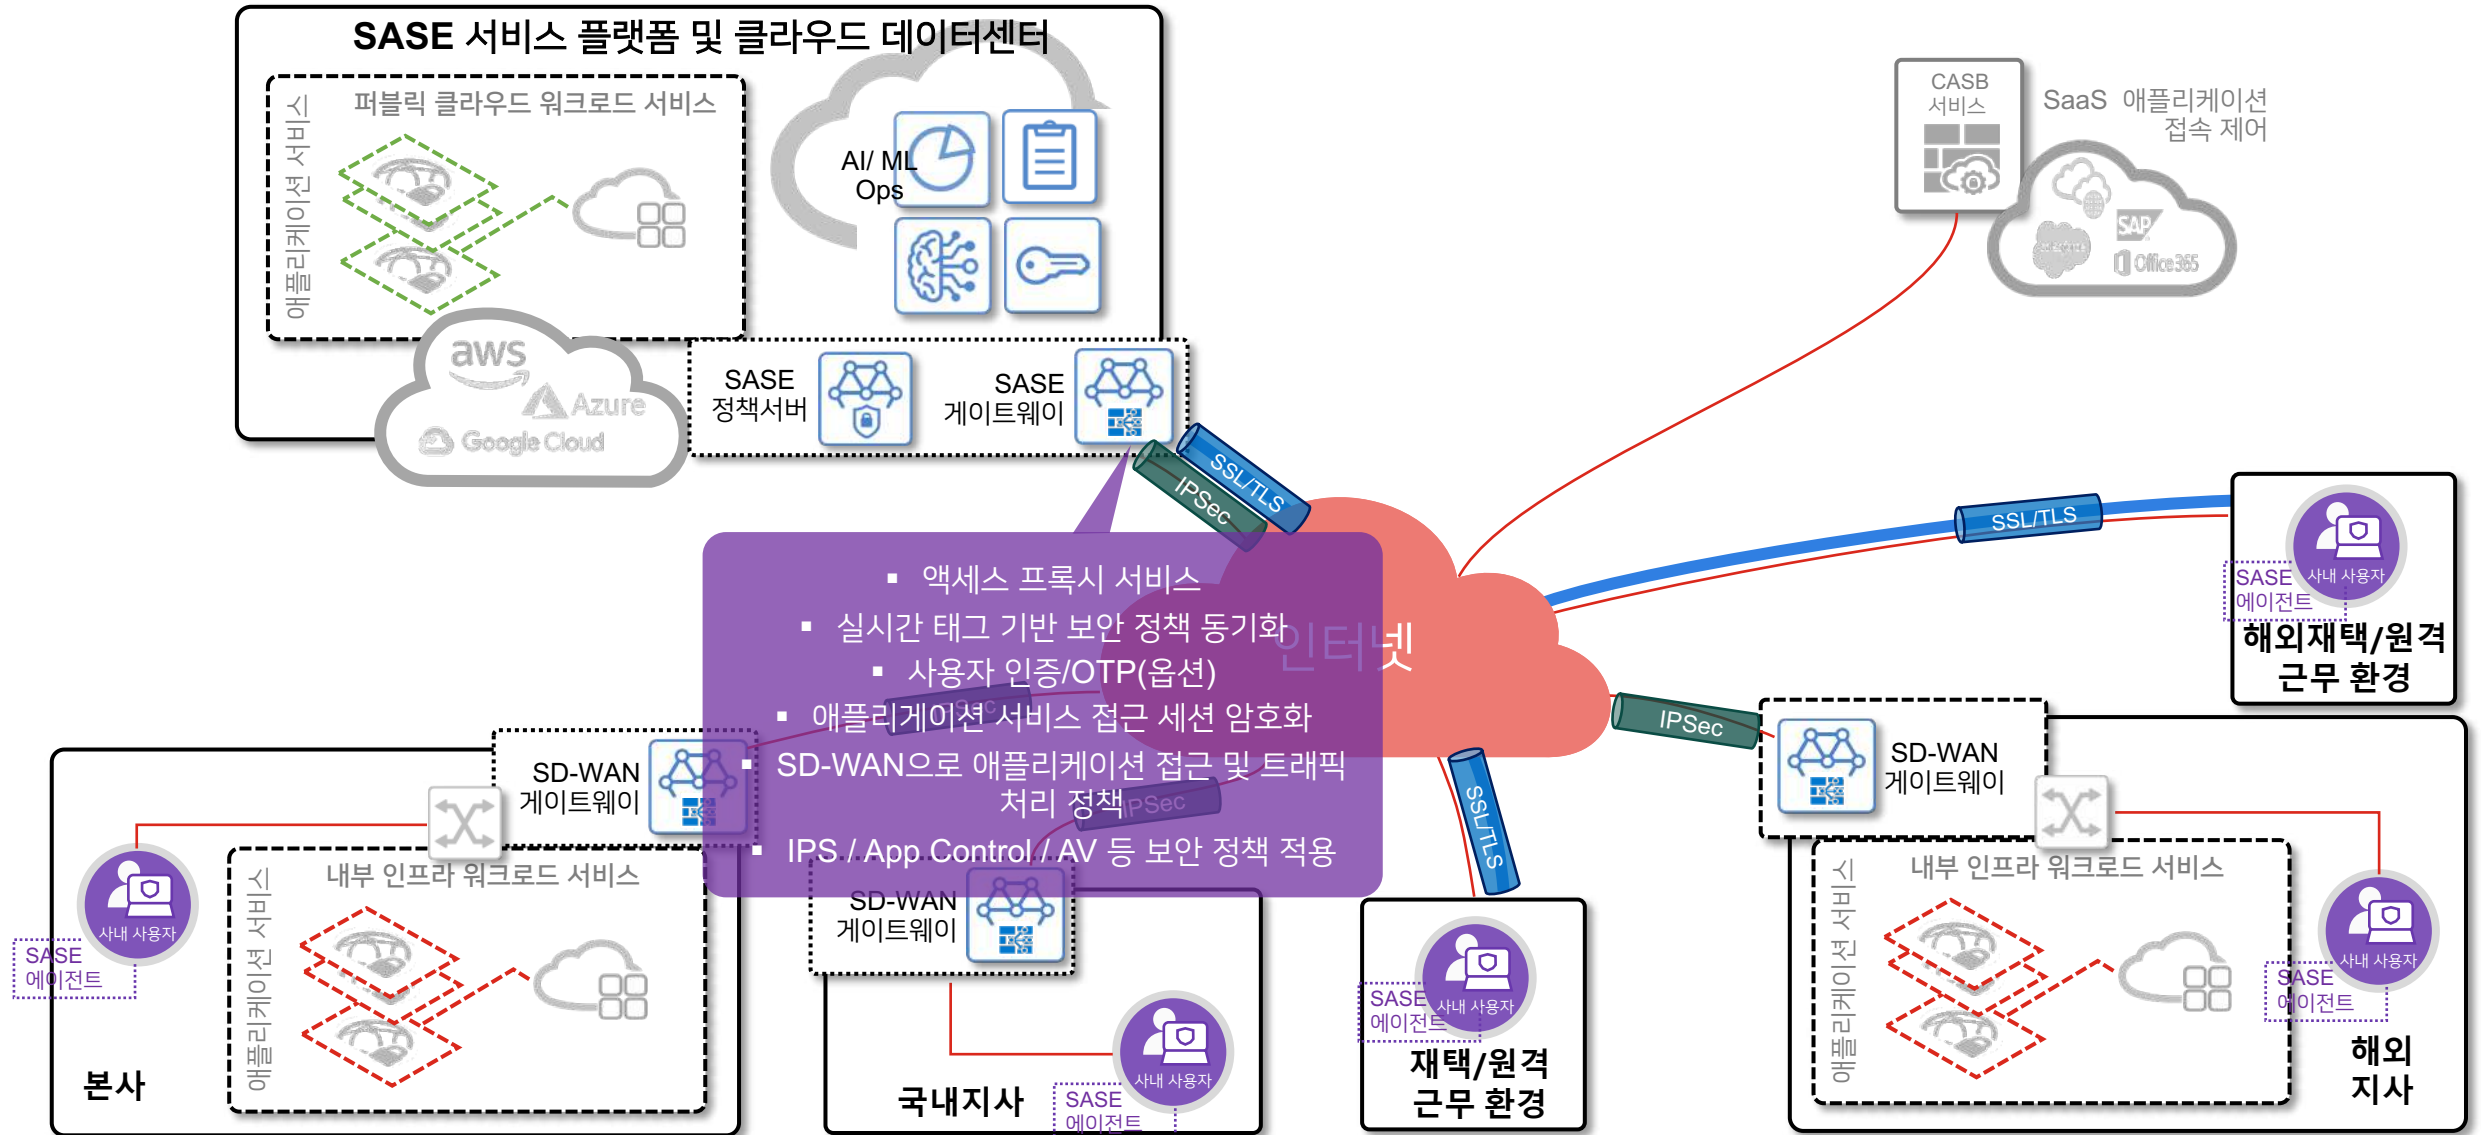 SASE 서비스 플랫폼 및 클라우드 데이터센터
퍼블릭 클라우드 워크로드 서비스
애플리케이션 서비스
AI/ ML
Ops
aws
Azure
Google Cloud
SASE
정책서버
SASE
게이트웨이
CASB
서비스
SaaS 애플리케이션
접속 제어
SAP
Office 365
SSL/TLS
IPSec
SSL/TLS
SASE
에이전트
사내 사용자
해외재택/원격
근무 환경
인터넷
▪ 액세스 프록시 서비스
▪ 실시간 태그 기반 보안 정책 동기화
▪ 사용자 인증/OTP(옵션)
▪ 애플리게이션 서비스 접근 세션 암호화
▪ SD-WAN으로 애플리케이션 접근 및 트래픽
처리 정책
▪ IPS / App Control / AV 등 보안 정책 적용
IPSec
IPSec
IPSec
SSL/TLS
SD-WAN
게이트웨이
내부 인프라 워크로드 서비스
애플리케이션 서비스
사내 사용자
SASE
에이전트
본사
SD-WAN
게이트웨이
사내 사용자
SASE
에이전트
국내지사
사내 사용자
SASE
에이전트
재택/원격
근무 환경
SD-WAN
게이트웨이
내부 인프라 워크로드 서비스
애플리케이션 서비스
사내 사용자
SASE
에이전트
해외
지사